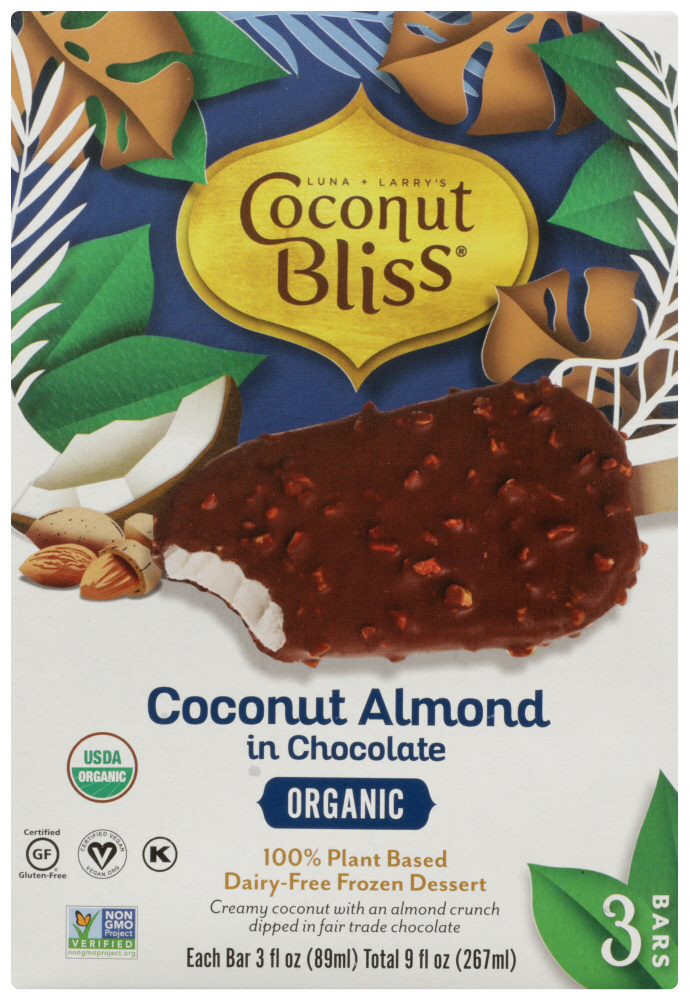 LUNA + LARRY'S
Coconut
Bliss®
Coconut Almond
in Chocolate
USDA
ORGANIC
ORGANIC
Certified
GF
Gluten-Free
CERTIFIED VEGAN
VEGAN.ORG
K
100% Plant Based
Dairy-Free Frozen Dessert
Creamy coconut with an almond crunch
dipped in fair trade chocolate
NON
GMO
Project
VERIFIED
nongmoproject.org
Each Bar 3 fl oz (89ml) Total 9 fl oz (267ml)
3 BARS